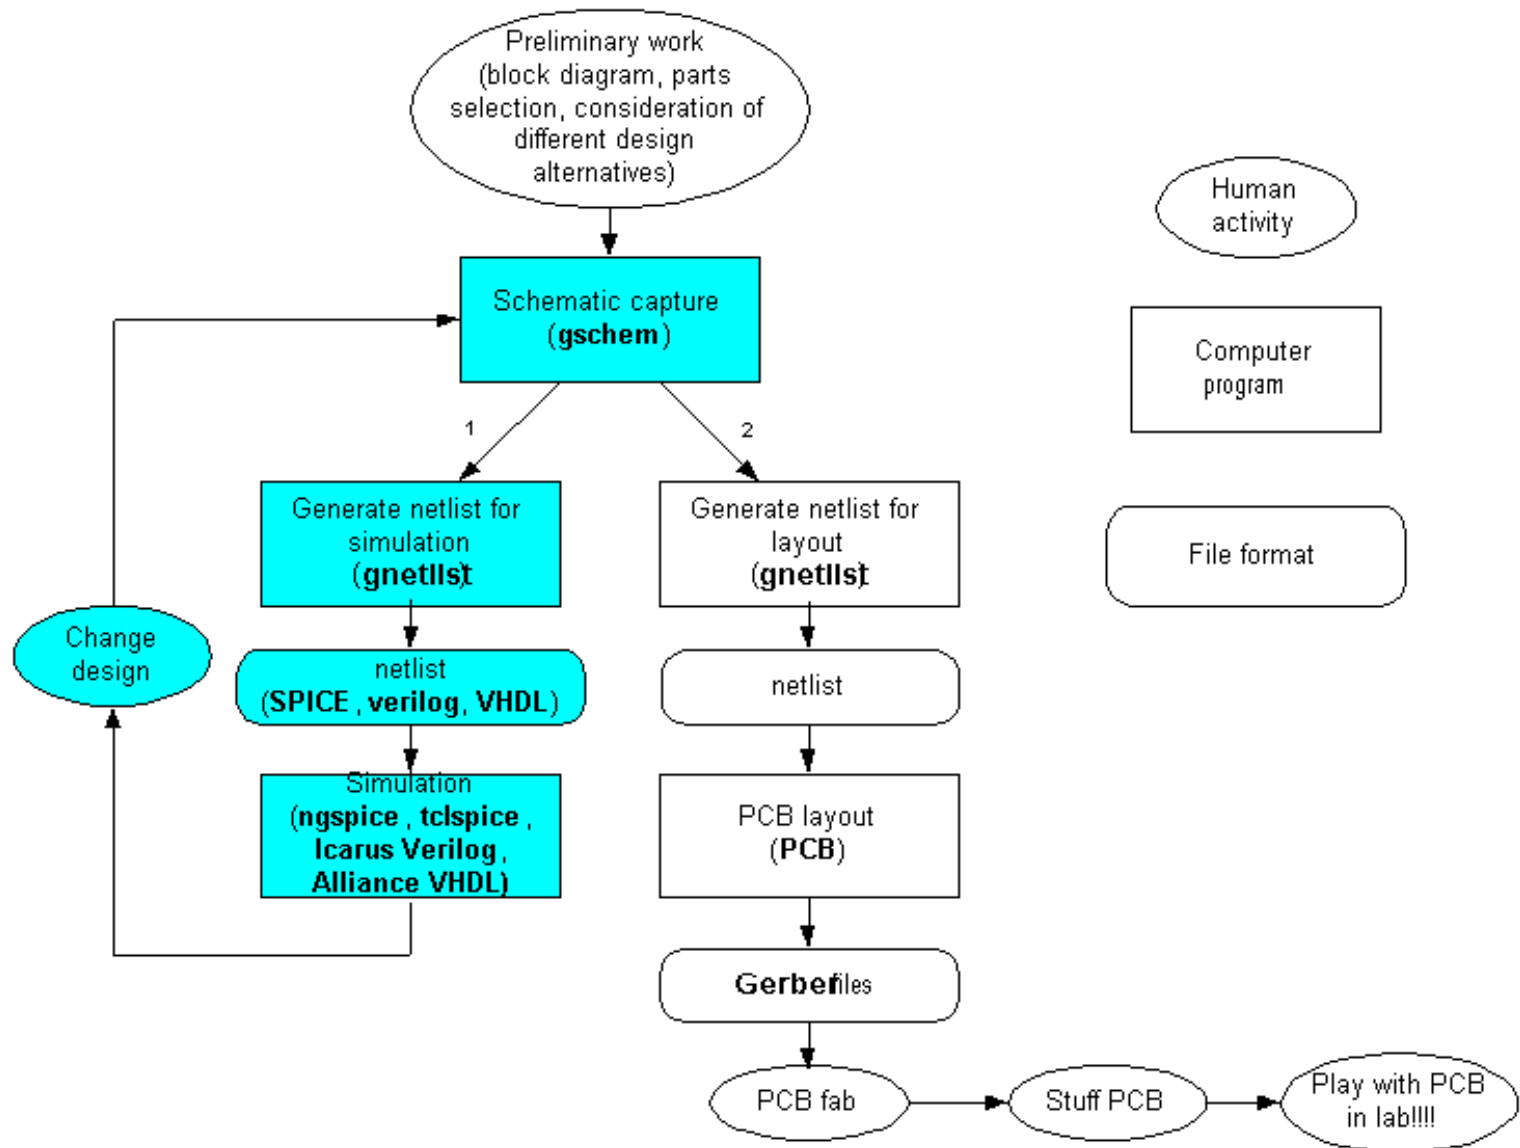 Preliminary work
(block diagram, parts
selection, consideration of
different design
alternatives)
Human
activity
Schematic capture
(gschem)
Computer
program
1
2
Generate netlist for
simulation
(gnetlist)
Generate netlist for
layout
(gnetlist)
File format
Change
design
netlist
(SPICE, verilog, VHDL)
netlist
Simulation
(ngspice, tclspice,
Icarus Verilog,
Alliance VHDL)
PCB layout
(PCB)
Gerber files
PCB fab
Stuff PCB
Play with PCB
in lab!!!!